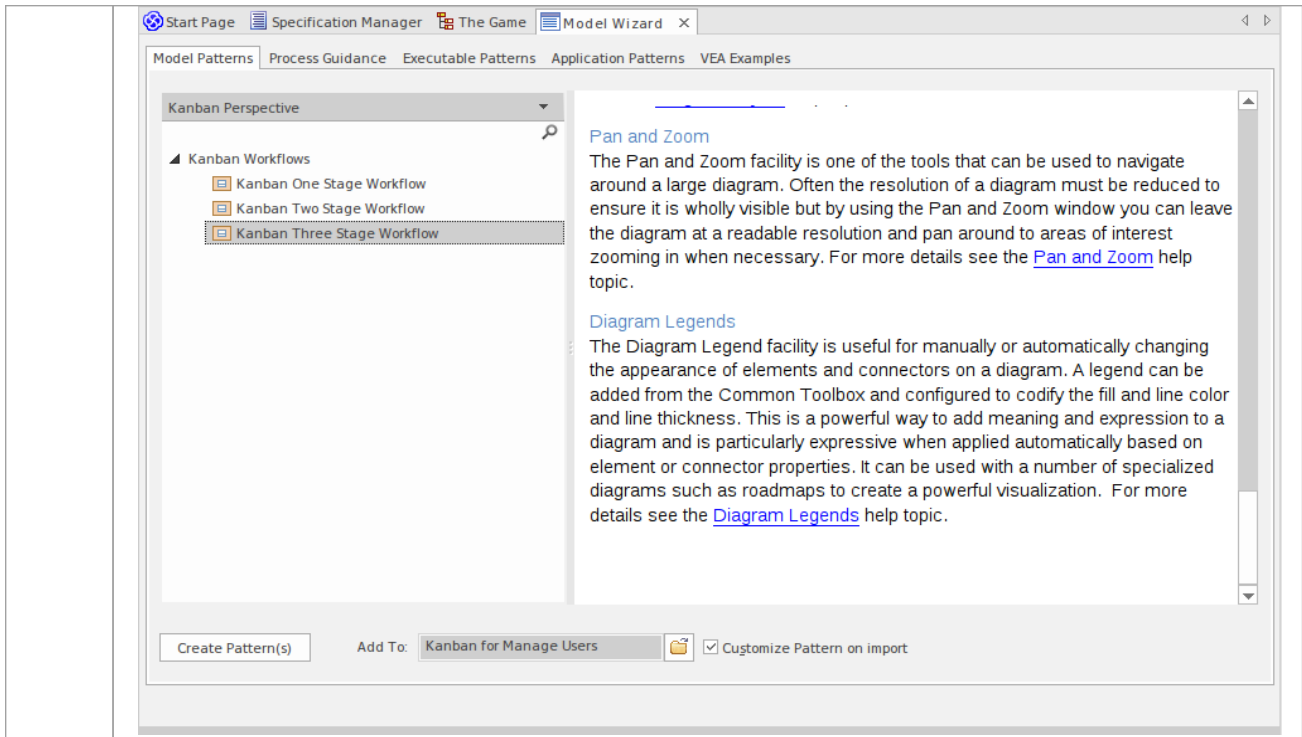 Start Page Specification Manager The Game Model Wizard
Model Patterns Process Guidance Executable Patterns Application Patterns VEA Examples
Kanban Perspective
Kanban Workflows
Kanban One Stage Workflow
Kanban Two Stage Workflow
Kanban Three Stage Workflow
Pan and Zoom
The Pan and Zoom facility is one of the tools that can be used to navigate
around a large diagram. Often the resolution of a diagram must be reduced to
ensure it is wholly visible but by using the Pan and Zoom window you can leave
the diagram at a readable resolution and pan around to areas of interest
zooming in when necessary. For more details see the Pan and Zoom help
topic.
Diagram Legends
The Diagram Legend facility is useful for manually or automatically changing
the appearance of elements and connectors on a diagram. A legend can be
added from the Common Toolbox and configured to codify the fill and line color
and line thickness. This is a powerful way to add meaning and expression to a
diagram and is particularly expressive when applied automatically based on
element or connector properties. It can be used with a number of specialized
diagrams such as roadmaps to create a powerful visualization. For more
details see the Diagram Legends help topic.
Create Pattern(s) Add To: Kanban for Manage Users Customize Pattern on import